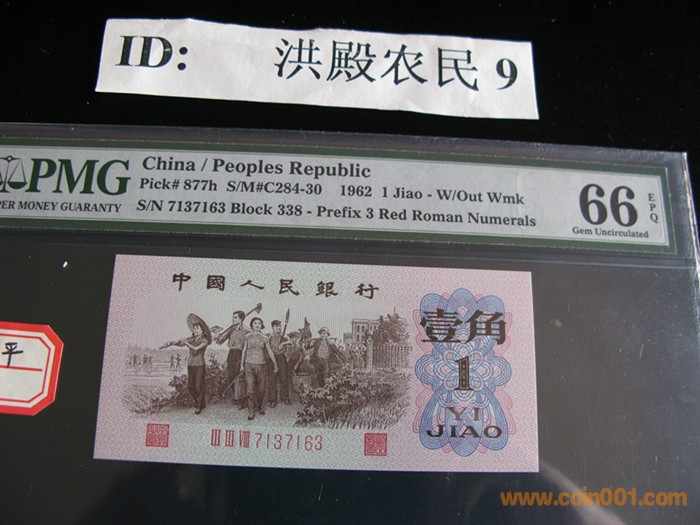 ID: 洪殿农民 9
PMG
PER MONEY GUARANTY
China / Peoples Republic
Pick# 877h S/M#C284-30 1962 1 Jiao - W/Out Wmk
S/N 7137163 Block 338 - Prefix 3 Red Roman Numerals
66
EPQ
Gem Uncirculated
平
中国人民銀行
壹角
1
YI
JIAO
III III VIII 7137163
www.coin001.com